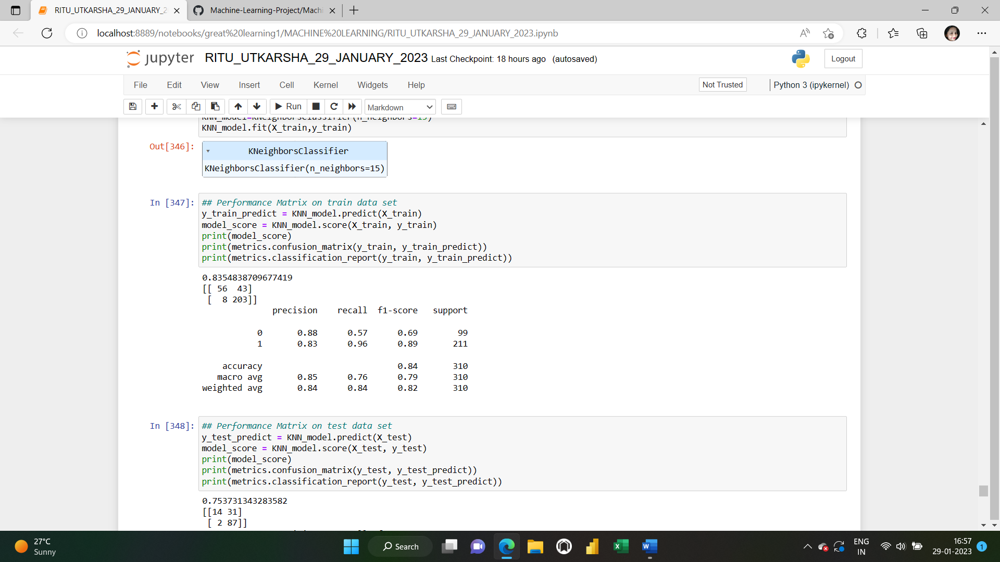 RITU_UTKARSHA_29_JANUARY_2
Machine-Learning-Project/Machi
localhost:8889/notebooks/great%20learning1/MACHINE%20LEARNING/RITU_UTKARSHA_29_JANUARY_2023.ipynb
jupyter RITU_UTKARSHA_29_JANUARY_2023 Last Checkpoint: 18 hours ago (autosaved)
Logout
File Edit View Insert Cell Kernel Widgets Help
Not Trusted
Python 3 (ipykernel)
Run
Markdown
KNN_model=KNeighborsClassifier(n_neighbors=15)
KNN_model.fit(X_train,y_train)
Out[346]:
KNeighborsClassifier
KNeighborsClassifier(n_neighbors=15)
In [347]:
## Performance Matrix on train data set
y_train_predict = KNN_model.predict(X_train)
model_score = KNN_model.score(X_train, y_train)
print(model_score)
print(metrics.confusion_matrix(y_train, y_train_predict))
print(metrics.classification_report(y_train, y_train_predict))
0.8354838709677419
[[ 56 43]
[ 8 203]]
precision recall f1-score support
0 0.88 0.57 0.69 99
1 0.83 0.96 0.89 211
accuracy 0.84 310
macro avg 0.85 0.76 0.79 310
weighted avg 0.84 0.84 0.82 310
In [348]:
## Performance Matrix on test data set
y_test_predict = KNN_model.predict(X_test)
model_score = KNN_model.score(X_test, y_test)
print(model_score)
print(metrics.confusion_matrix(y_test, y_test_predict))
print(metrics.classification_report(y_test, y_test_predict))
0.753731343283582
[[14 31]
[ 2 87]]
27°C
Sunny
Search
ENG
IN
16:57
29-01-2023
1